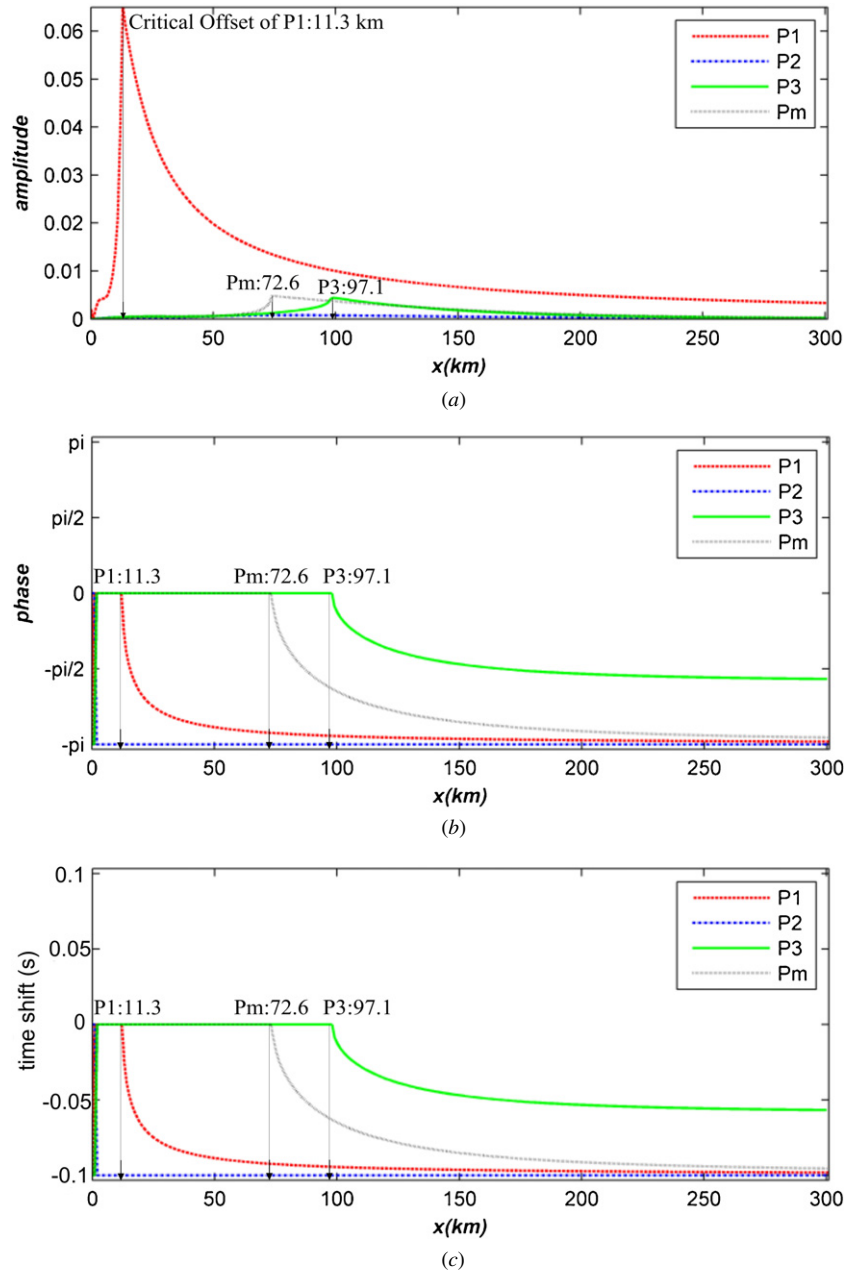 Critical Offset of P1:11.3 km
P1
P2
P3
Pm
0.06
0.05
0.04
0.03
0.02
0.01
0
amplitude
Pm:72.6
P3:97.1
0
50
100
150
200
250
300
x(km)
(a)
pi
pi/2
0
-pi/2
-pi
phase
P1
P2
P3
Pm
P1:11.3
Pm:72.6
P3:97.1
0
50
100
150
200
250
300
x(km)
(b)
0.1
0.05
0
-0.05
-0.1
time shift (s)
P1
P2
P3
Pm
P1:11.3
Pm:72.6
P3:97.1
0
50
100
150
200
250
300
x(km)
(c)